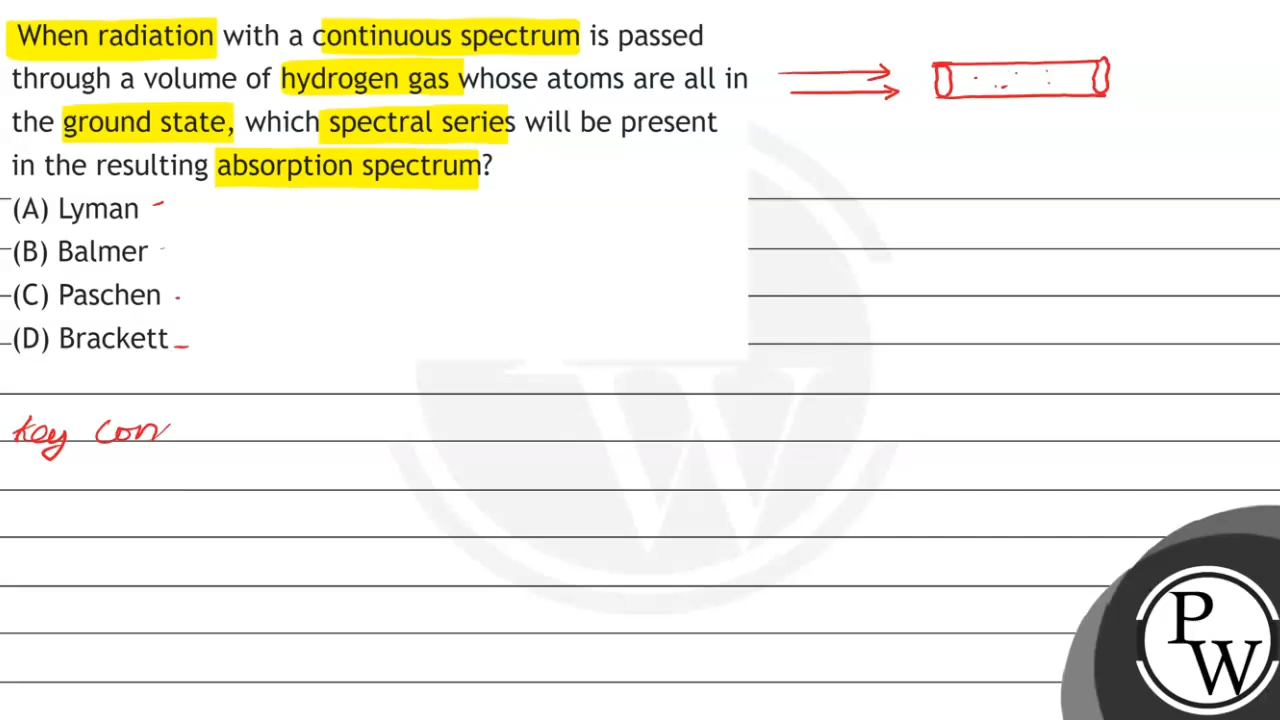 When radiation with a continuous spectrum is passed
through a volume of hydrogen gas whose atoms are all in
the ground state, which spectral series will be present
in the resulting absorption spectrum?
(A) Lyman
(B) Balmer
(C) Paschen
(D) Brackett
Key Con
PW